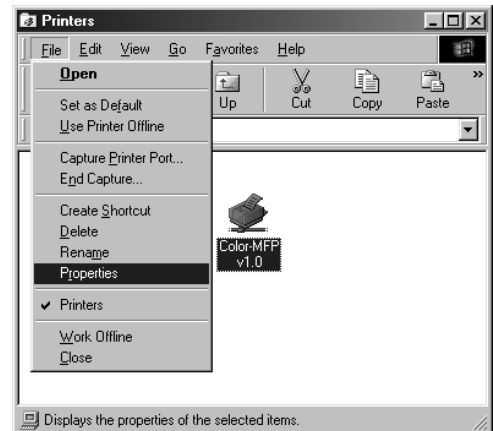 Printers
File Edit View Go Favorites Help
Up Cut Copy Paste »
Open
Set as Default
Use Printer Offline
Capture Printer Port...
End Capture...
Create Shortcut
Delete
Rename
Properties
✔ Printers
Work Offline
Close
Color-MFP
v1.0
Displays the properties of the selected items.